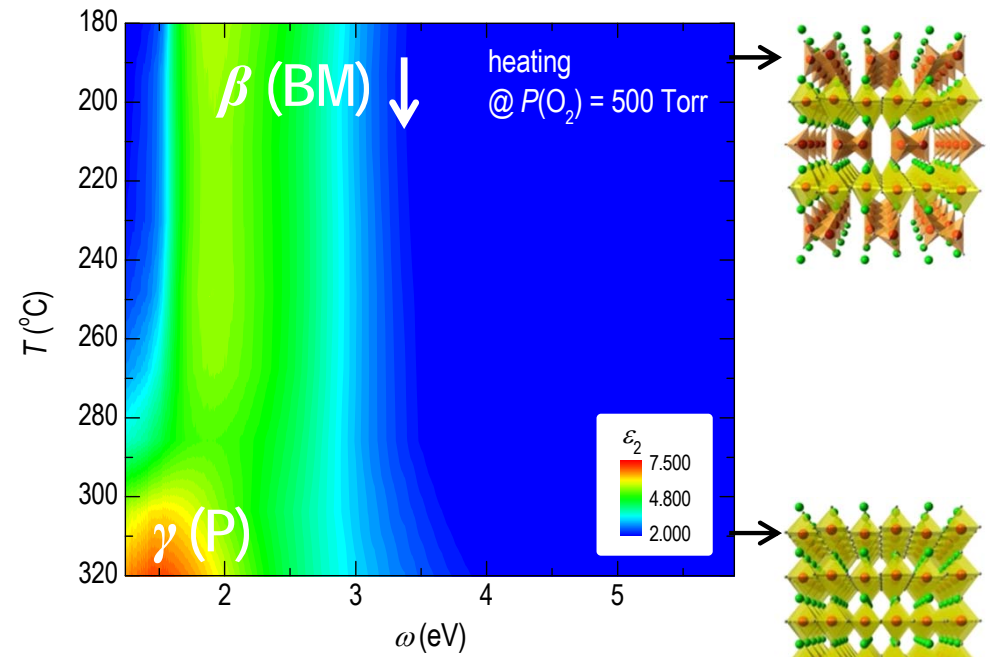 180
200
220
240
260
280
300
320
T (°C)
β (BM)
heating
@ P(O₂) = 500 Torr
γ (P)
ε₂
7.500
4.800
2.000
2
3
4
5
ω (eV)